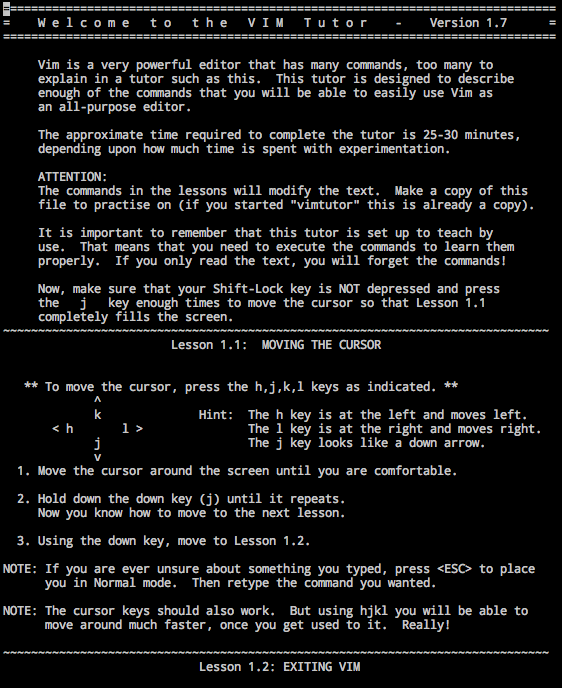 ===============================================================================
=    W e l c o m e   t o   t h e   V I M   T u t o r    -    Version 1.7      =
===============================================================================

     Vim is a very powerful editor that has many commands, too many to
     explain in a tutor such as this.  This tutor is designed to describe
     enough of the commands that you will be able to easily use Vim as
     an all-purpose editor.

     The approximate time required to complete the tutor is 25-30 minutes,
     depending upon how much time is spent with experimentation.

     ATTENTION:
     The commands in the lessons will modify the text.  Make a copy of this
     file to practise on (if you started "vimtutor" this is already a copy).

     It is important to remember that this tutor is set up to teach by
     use.  That means that you need to execute the commands to learn them
     properly.  If you only read the text, you will forget the commands!

     Now, make sure that your Shift-Lock key is NOT depressed and press
     the   j   key enough times to move the cursor so that Lesson 1.1
     completely fills the screen.
~~~~~~~~~~~~~~~~~~~~~~~~~~~~~~~~~~~~~~~~~~~~~~~~~~~~~~~~~~~~~~~~~~~~~~~~~~~~~~
                        Lesson 1.1:  MOVING THE CURSOR


   ** To move the cursor, press the h,j,k,l keys as indicated. **
             ^
             k              Hint:  The h key is at the left and moves left.
       < h       l >               The l key is at the right and moves right.
             j                     The j key looks like a down arrow.
             v
  1. Move the cursor around the screen until you are comfortable.

  2. Hold down the down key (j) until it repeats.
     Now you know how to move to the next lesson.

  3. Using the down key, move to Lesson 1.2.

NOTE: If you are ever unsure about something you typed, press <ESC> to place
      you in Normal mode.  Then retype the command you wanted.

NOTE: The cursor keys should also work.  But using hjkl you will be able to
      move around much faster, once you get used to it.  Really!

~~~~~~~~~~~~~~~~~~~~~~~~~~~~~~~~~~~~~~~~~~~~~~~~~~~~~~~~~~~~~~~~~~~~~~~~~~~~~~
                            Lesson 1.2: EXITING VIM